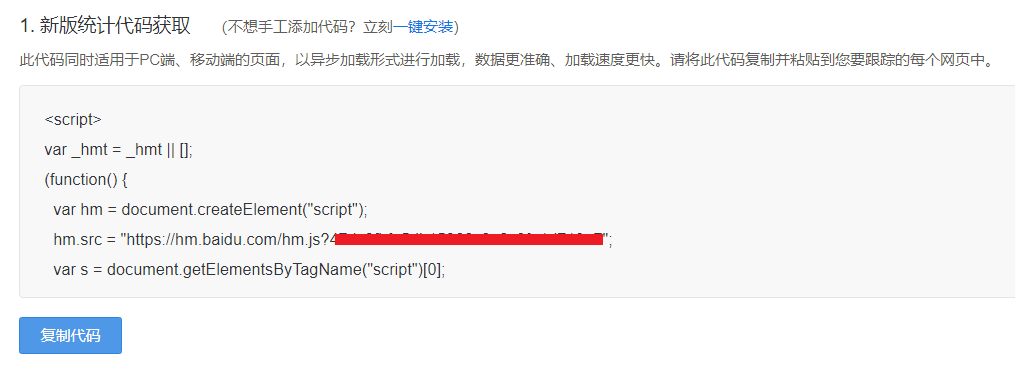 1. 新版统计代码获取 (不想手工添加代码? 立刻一键安装)
此代码同时适用于PC端、移动端的页面，以异步加载形式进行加载，数据更准确、加载速度更快。请将此代码复制并粘贴到您要跟踪的每个网页中。
<script>
var _hmt = _hmt || [];
(function() {
var hm = document.createElement("script");
hm.src = "https://hm.baidu.com/hm.js?";
var s = document.getElementsByTagName("script")[0];
复制代码